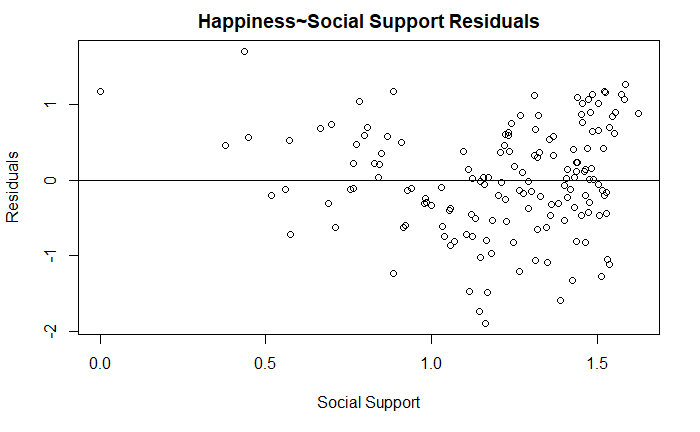 Happiness~Social Support Residuals
Residuals
1
0
-1
-2
0.0 0.5 1.0 1.5
Social Support